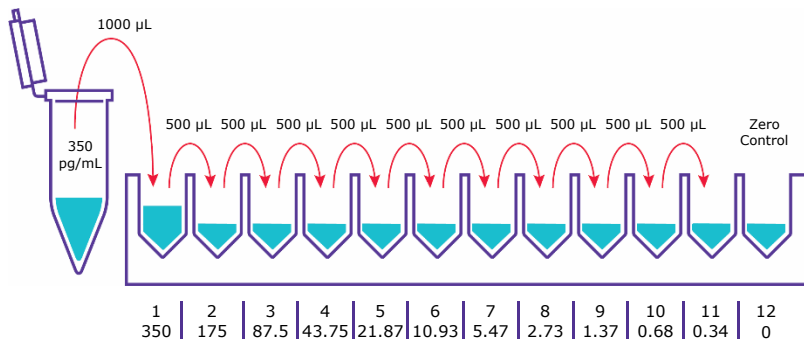 1000 µL
500 µL 500 µL 500 µL 500 µL 500 µL 500 µL 500 µL 500 µL 500 µL 500 µL
Zero
Control
350
pg/mL
1 2 3 4 5 6 7 8 9 10 11 12
350 175 87.5 43.75 21.87 10.93 5.47 2.73 1.37 0.68 0.34 0